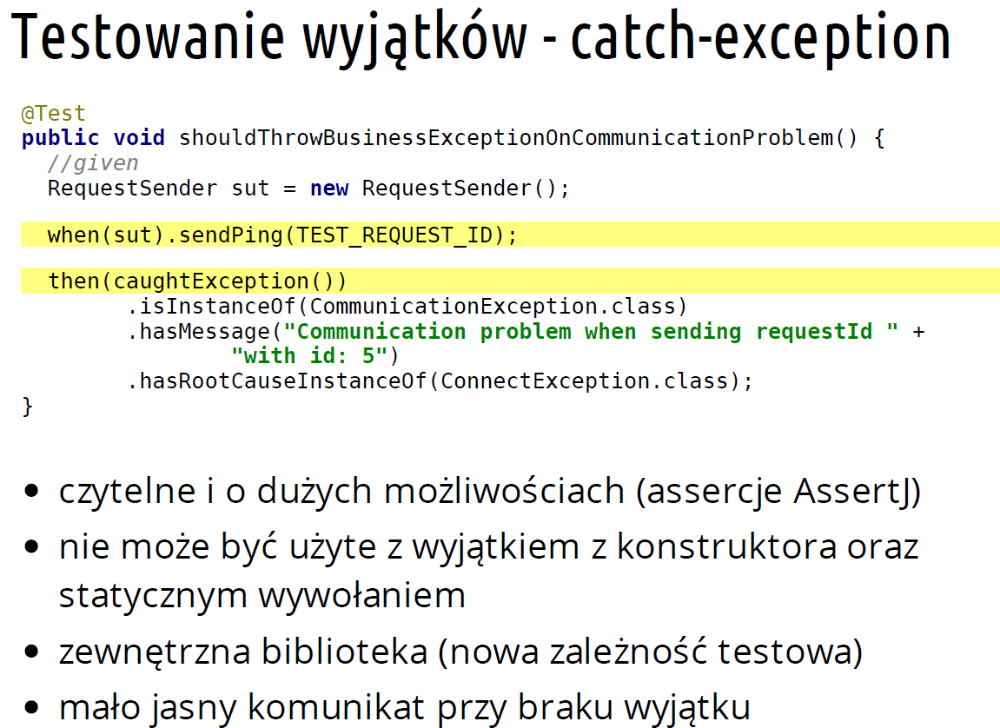 Testowanie wyjątków - catch-exception
@Test
public void shouldThrowBusinessExceptionOnCommunicationProblem() {
//given
RequestSender sut = new RequestSender();
when(sut).sendPing(TEST_REQUEST_ID);
then(caughtException())
.isInstanceOf(CommunicationException.class)
.hasMessage("Communication problem when sending requestId " +
"with id: 5")
.hasRootCauseInstanceOf(ConnectException.class);
}
• czytelne i o dużych możliwościach (assercje AssertJ)
• nie może być użyte z wyjątkiem z konstruktora oraz
statycznym wywołaniem
• zewnętrzna biblioteka (nowa zależność testowa)
• mało jasny komunikat przy braku wyjątku